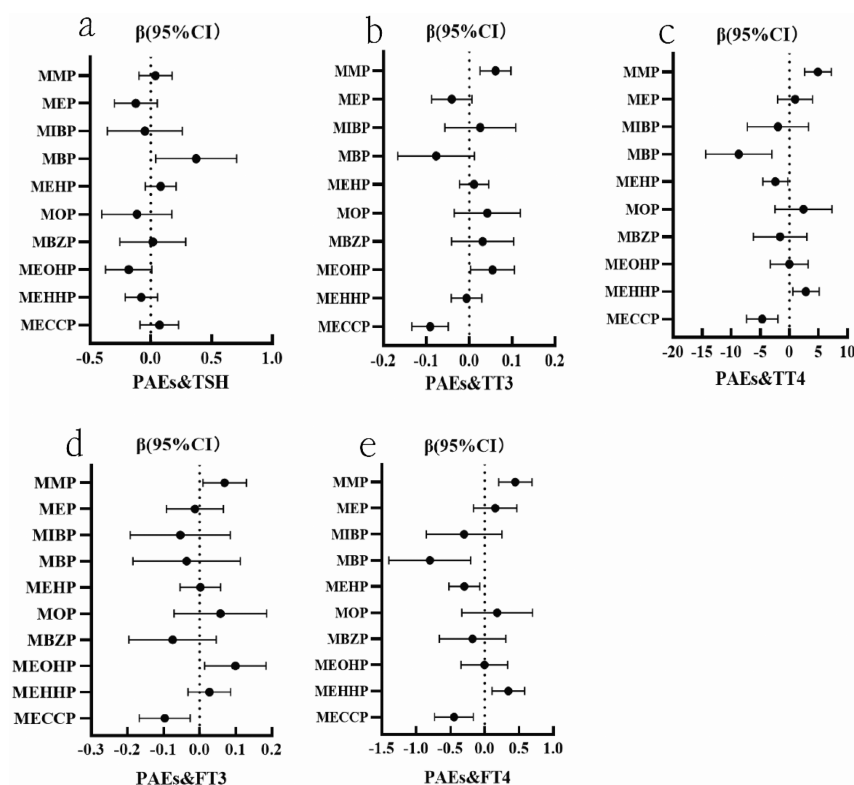 a
β(95%CI)
MMP
MEP
MIBP
MBP
MEHP
MOP
MBZP
MEOHP
MEHHP
MECCP
-0.5 0.0 0.5 1.0
PAEs&TSH
b
β(95%CI)
MMP
MEP
MIBP
MBP
MEHP
MOP
MBZP
MEOHP
MEHHP
MECCP
-0.2 -0.1 0.0 0.1 0.2
PAEs&TT3
c
β(95%CI)
MMP
MEP
MIBP
MBP
MEHP
MOP
MBZP
MEOHP
MEHHP
MECCP
-20 -15 -10 -5 0 5 10
PAEs&TT4
d
β(95%CI)
MMP
MEP
MIBP
MBP
MEHP
MOP
MBZP
MEOHP
MEHHP
MECCP
-0.3 -0.2 -0.1 0.0 0.1 0.2
PAEs&FT3
e
β(95%CI)
MMP
MEP
MIBP
MBP
MEHP
MOP
MBZP
MEOHP
MEHHP
MECCP
-1.5 -1.0 -0.5 0.0 0.5 1.0
PAEs&FT4